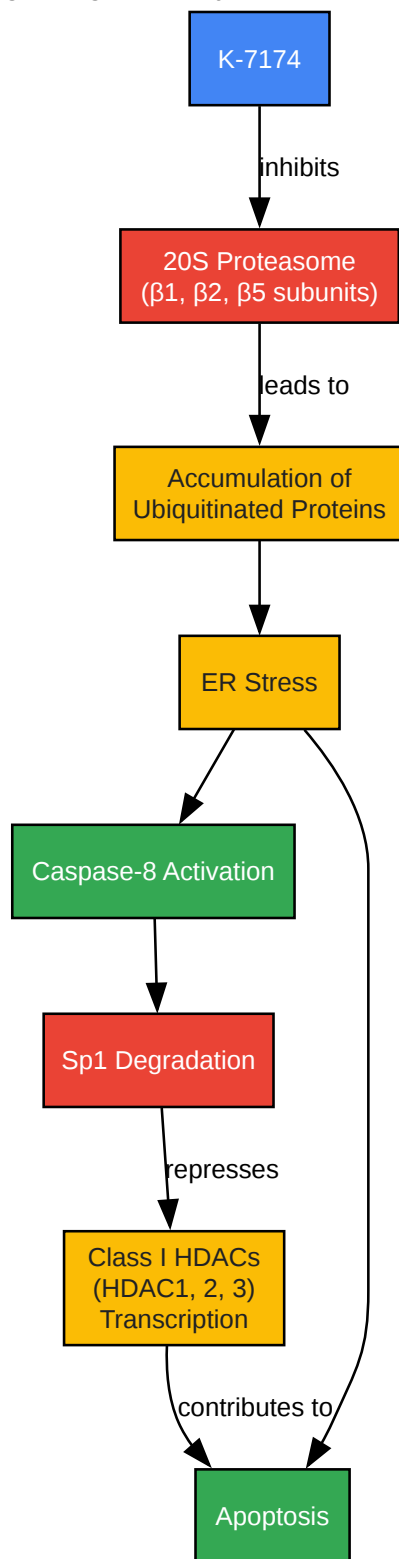 K-7174
inhibits
20S Proteasome
(β1, β2, β5 subunits)
leads to
Accumulation of
Ubiquitinated Proteins
ER Stress
Caspase-8 Activation
Sp1 Degradation
represses
Class I HDACs
(HDAC1, 2, 3)
Transcription
contributes to
Apoptosis